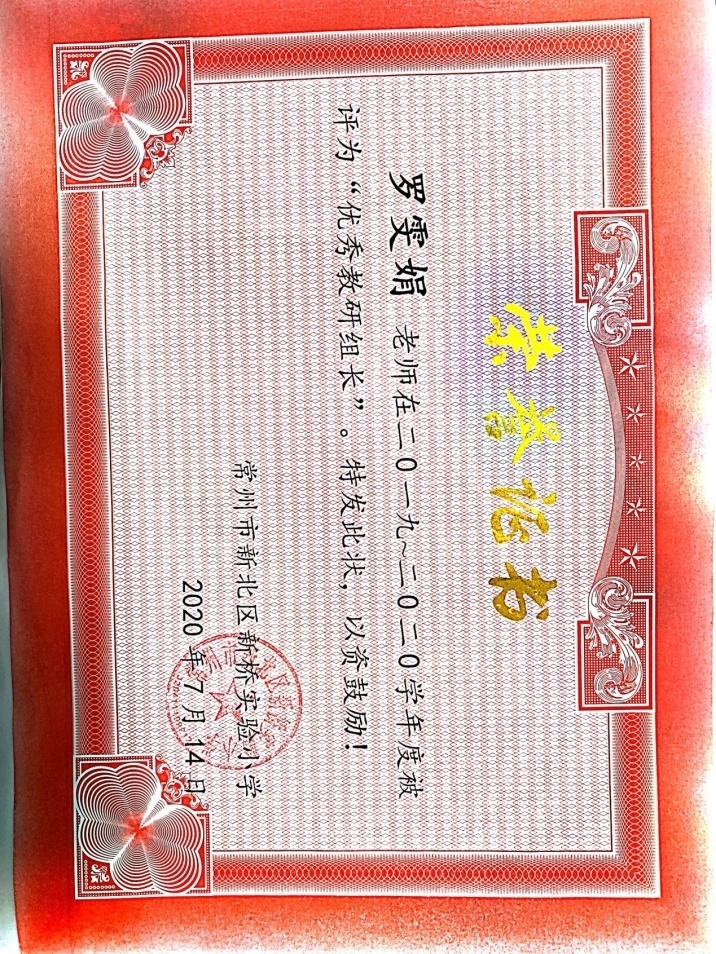 荣誉证书
罗雯娟 老师在二0一九~二0二0学年度被
评为“优秀教研组长”。特发此状，以资鼓励！
常州市新北区新桥实验小学
2020年7月14日